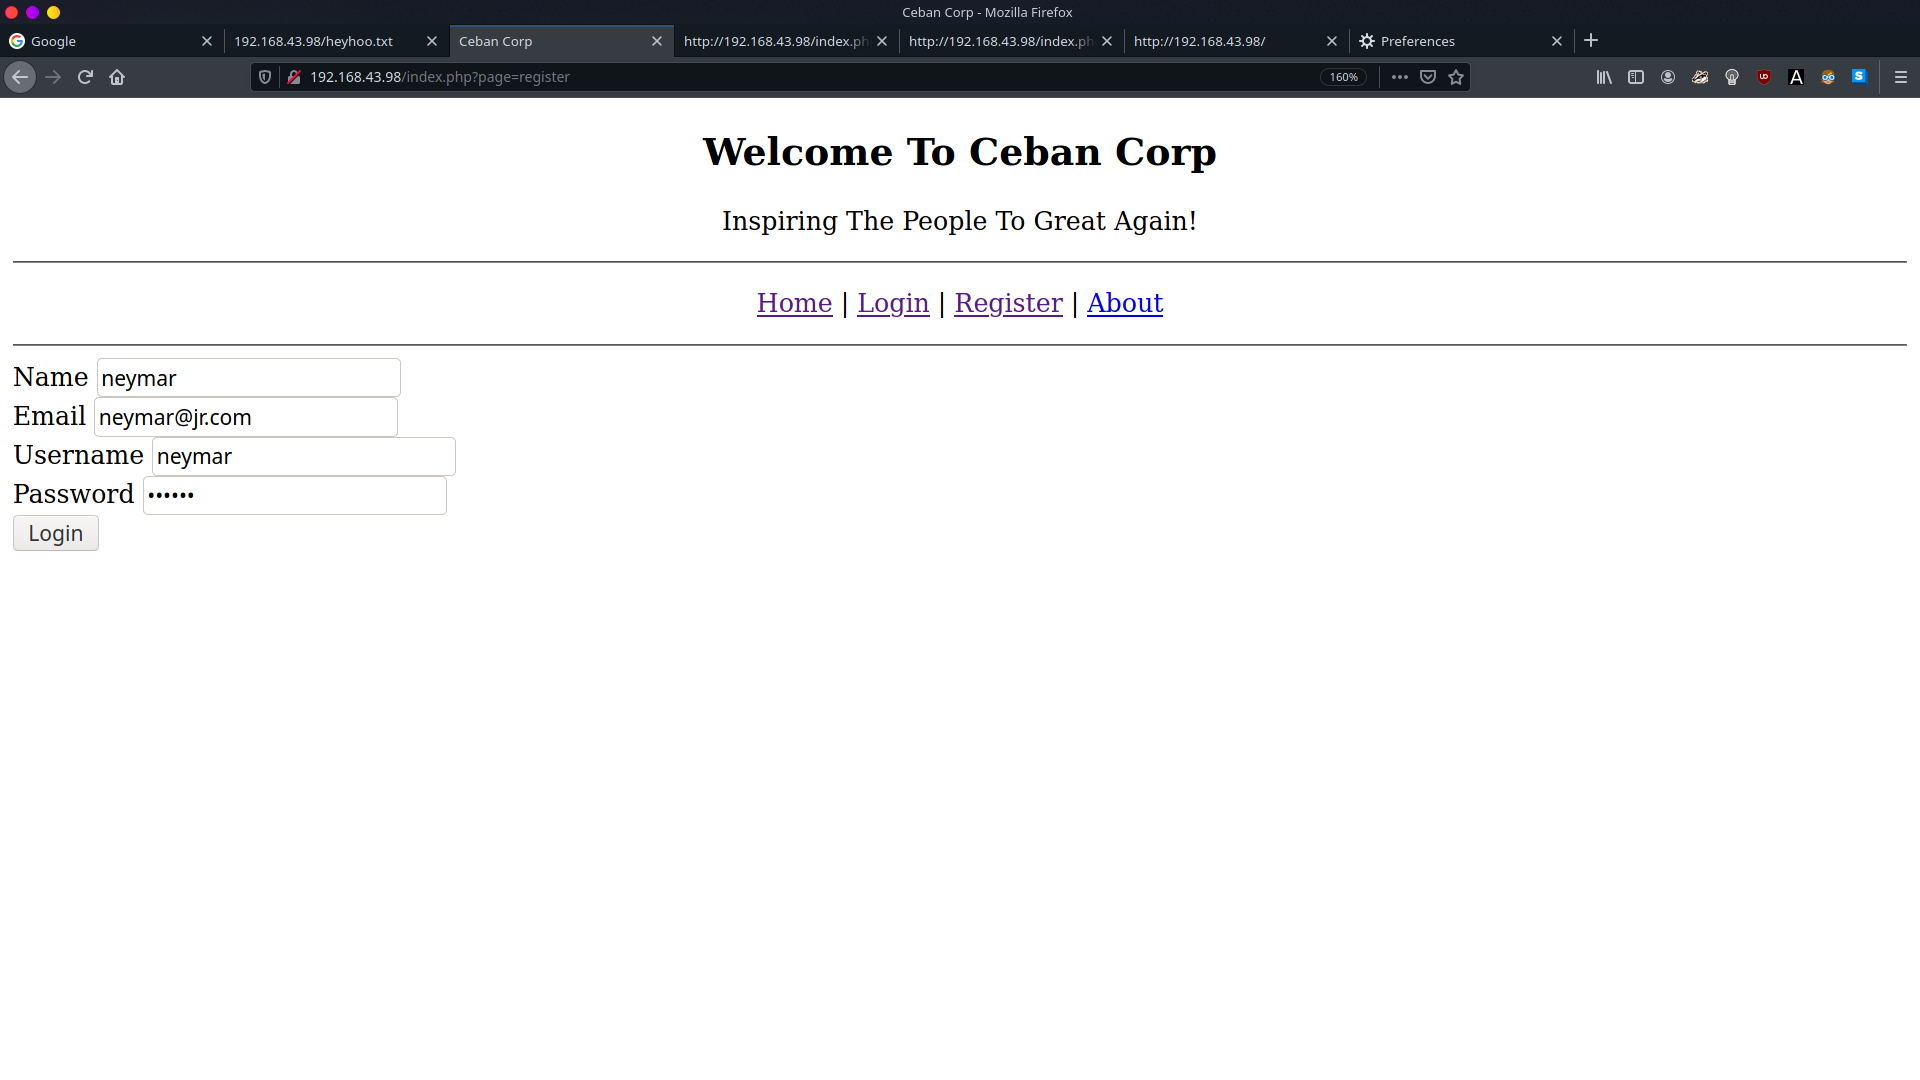 Ceban Corp - Mozilla Firefox
Google
192.168.43.98/heyhoo.txt
Ceban Corp
http://192.168.43.98/index.ph
http://192.168.43.98/index.ph
http://192.168.43.98/
Preferences
192.168.43.98/index.php?page=register
160%
Welcome To Ceban Corp
Inspiring The People To Great Again!
Home | Login | Register | About
Name neymar
Email neymar@jr.com
Username neymar
Password ••••••
Login